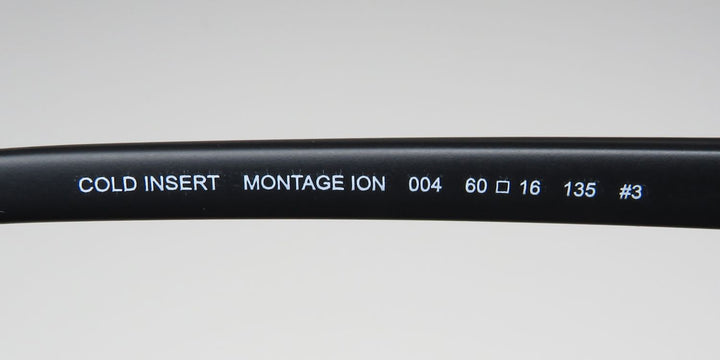 COLD INSERT MONTAGE ION 004 60 □ 16 135 #3